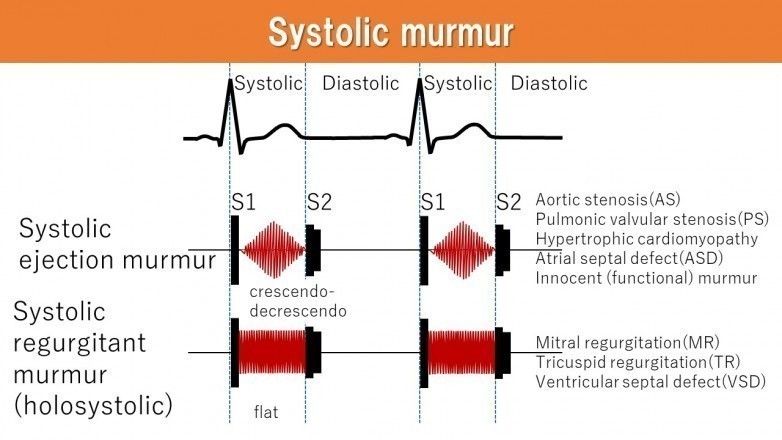 Systolic murmur
Systolic Diastolic Systolic Diastolic
S1 S2 S1 S2
Systolic
ejection murmur
crescendo-
decrescendo
Aortic stenosis(AS)
Pulmonic valvular stenosis(PS)
Hypertrophic cardiomyopathy
Atrial septal defect(ASD)
Innocent (functional) murmur
Systolic
regurgitant
murmur
(holosystolic)
flat
Mitral regurgitation(MR)
Tricuspid regurgitation(TR)
Ventricular septal defect(VSD)